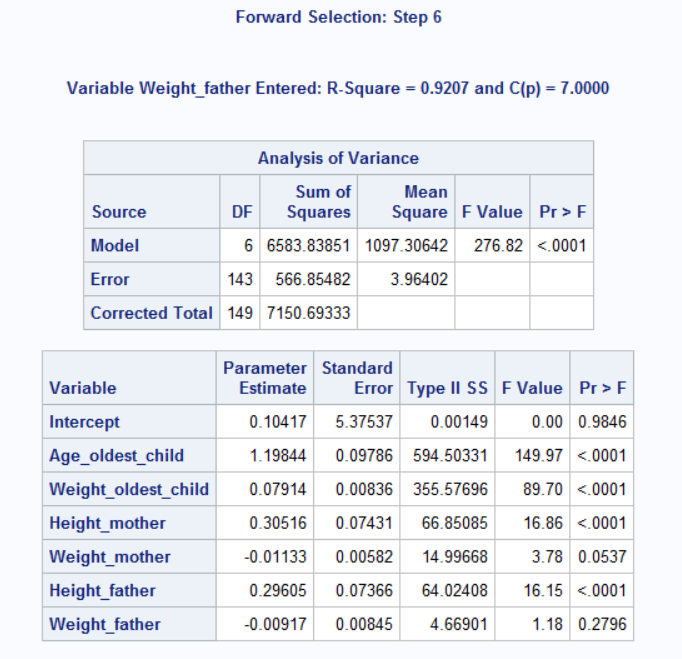 Forward Selection: Step 6
Variable Weight_father Entered: R-Square = 0.9207 and C(p) = 7.0000
Analysis of Variance
Source DF Sum of Squares Mean Square F Value Pr > F
Model 6 6583.83851 1097.30642 276.82 <.0001
Error 143 566.85482 3.96402
Corrected Total 149 7150.69333
Variable Parameter Estimate Standard Error Type II SS F Value Pr > F
Intercept 0.10417 5.37537 0.00149 0.00 0.9846
Age_oldest_child 1.19844 0.09786 594.50331 149.97 <.0001
Weight_oldest_child 0.07914 0.00836 355.57696 89.70 <.0001
Height_mother 0.30516 0.07431 66.85085 16.86 <.0001
Weight_mother -0.01133 0.00582 14.99668 3.78 0.0537
Height_father 0.29605 0.07366 64.02408 16.15 <.0001
Weight_father -0.00917 0.00845 4.66901 1.18 0.2796